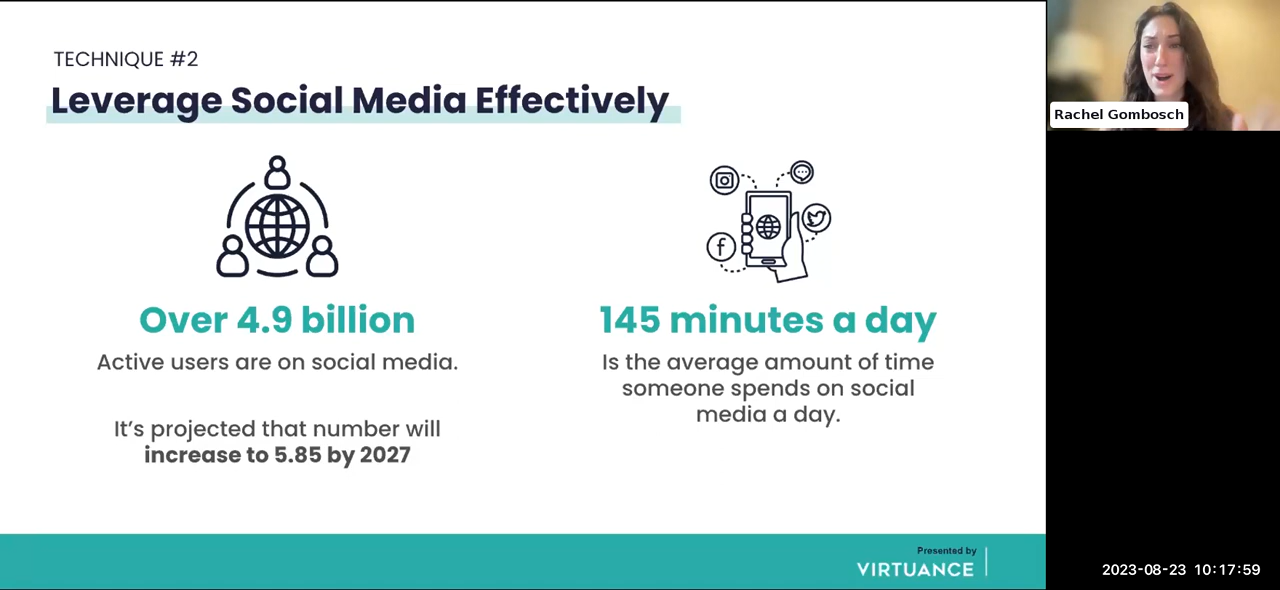 TECHNIQUE #2
Leverage Social Media Effectively
Over 4.9 billion
Active users are on social media.
It’s projected that number will
increase to 5.85 by 2027
145 minutes a day
Is the average amount of time
someone spends on social
media a day.
Presented by
VIRTUANCE
Rachel Gombosch
2023-08-23 10:17:59